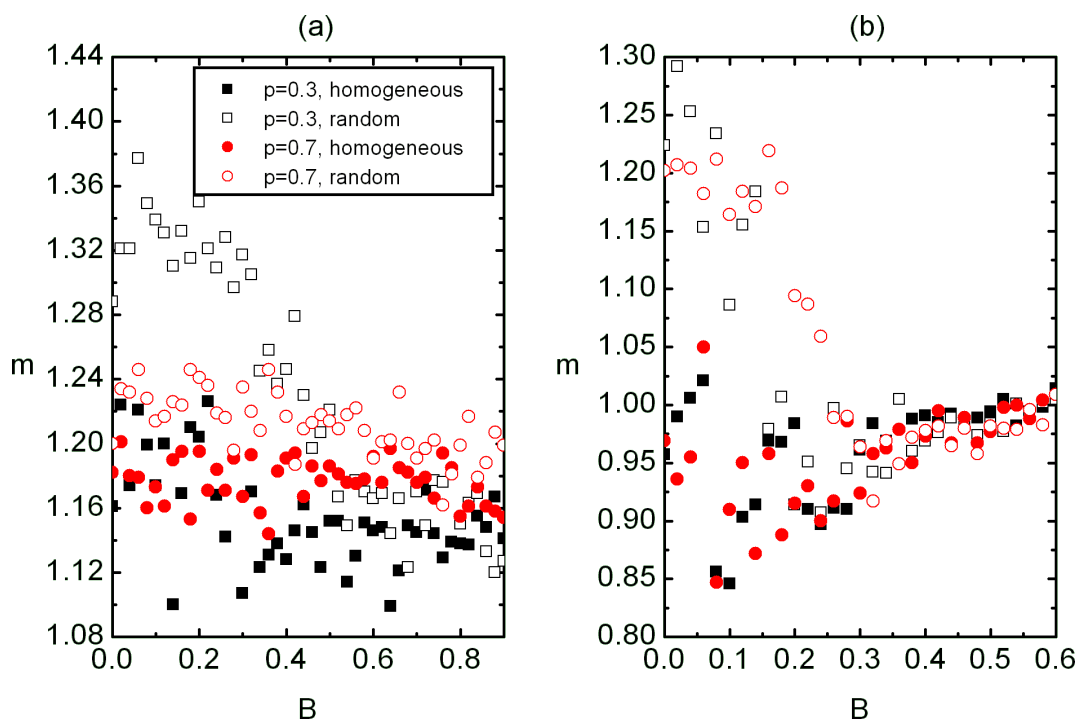 (a)
1.44
1.40
1.36
1.32
1.28
1.24
1.20
1.16
1.12
1.08
m
p=0.3, homogeneous
p=0.3, random
p=0.7, homogeneous
p=0.7, random
0.0 0.2 0.4 0.6 0.8
B
(b)
1.30
1.25
1.20
1.15
1.10
1.05
1.00
0.95
0.90
0.85
0.80
m
0.0 0.1 0.2 0.3 0.4 0.5 0.6
B